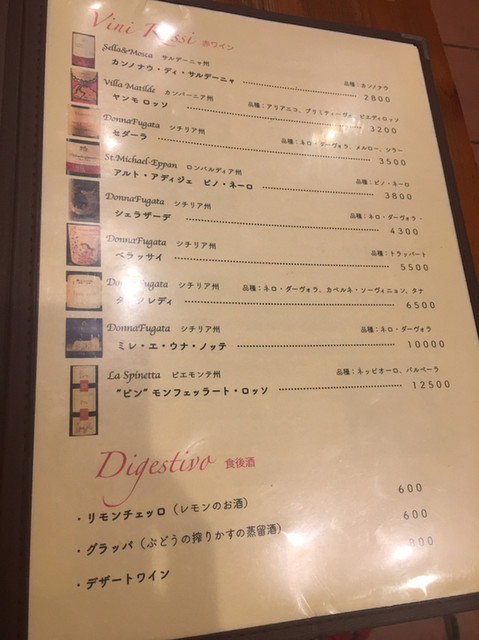 Vini Rossi 赤ワイン
Sella&Mosca サルデーニャ州 品種：カンノナウ
カンノナウ・ディ・サルデーニャ 2800
Villa Matilde カンパーニア州 品種：アリアニコ、プリミティーヴォ、ピエディロッソ
ヤンモ ロッソ 3200
DonnaFugata シチリア州 品種：ネロ・ダーヴォラ、メルロー、シラー
セダーラ 3500
St.Michael-Eppan ロンバルディア州 品種：ピノ・ネーロ
アルト・アディジェ ピノ・ネーロ 3800
DonnaFugata シチリア州 品種：ネロ・ダーヴォラ・
シェラザーデ 4300
DonnaFugata シチリア州 品種：フラッパート
ベラッサイ 5500
DonnaFugata シチリア州 品種：ネロ・ダーヴォラ、カベルネ・ソーヴィニョン、タナ
タンクレディ 6500
DonnaFugata シチリア州 品種：ネロ・ダーヴォラ
ミレ・エ・ウナ・ノッテ 10000
La Spinetta ピエモンテ州 品種：ネッビオーロ、バルベーラ
"ピン"モンフェッラート・ロッソ 12500
Digestivo 食後酒
・リモンチェッロ（レモンのお酒） 600
・グラッパ（ぶどうの搾りかすの蒸留酒） 600
・デザートワイン 800